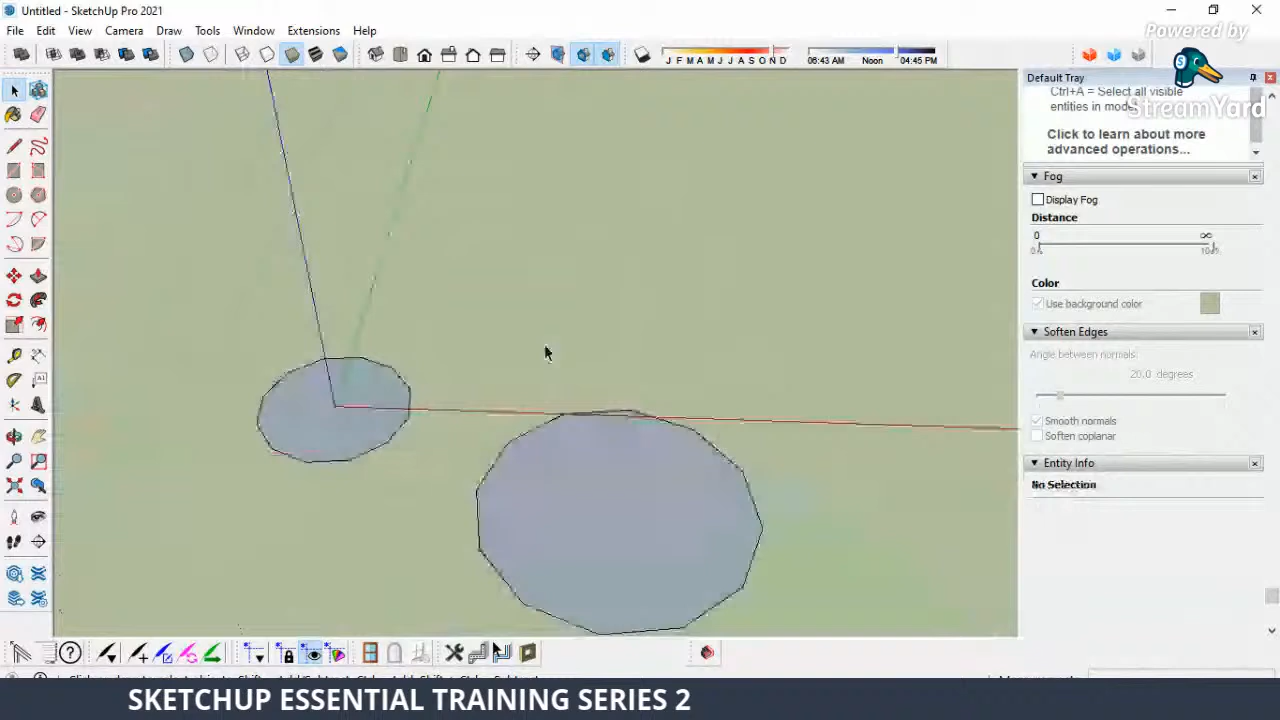 Untitled - SketchUp Pro 2021
File Edit View Camera Draw Tools Window Extensions Help
Powered by
StreamYard
J F M A M J J A S O N D
06:43 AM Noon 04:45 PM
Default Tray
Ctrl+A = Select all visible
entities in model
Click to learn about more
advanced operations...
Fog
Display Fog
Distance
0 ∞
Color
Use background color
Soften Edges
Angle between normals:
20.0 degrees
Smooth normals
Soften coplanar
Entity Info
No Selection
SKETCHUP ESSENTIAL TRAINING SERIES 2